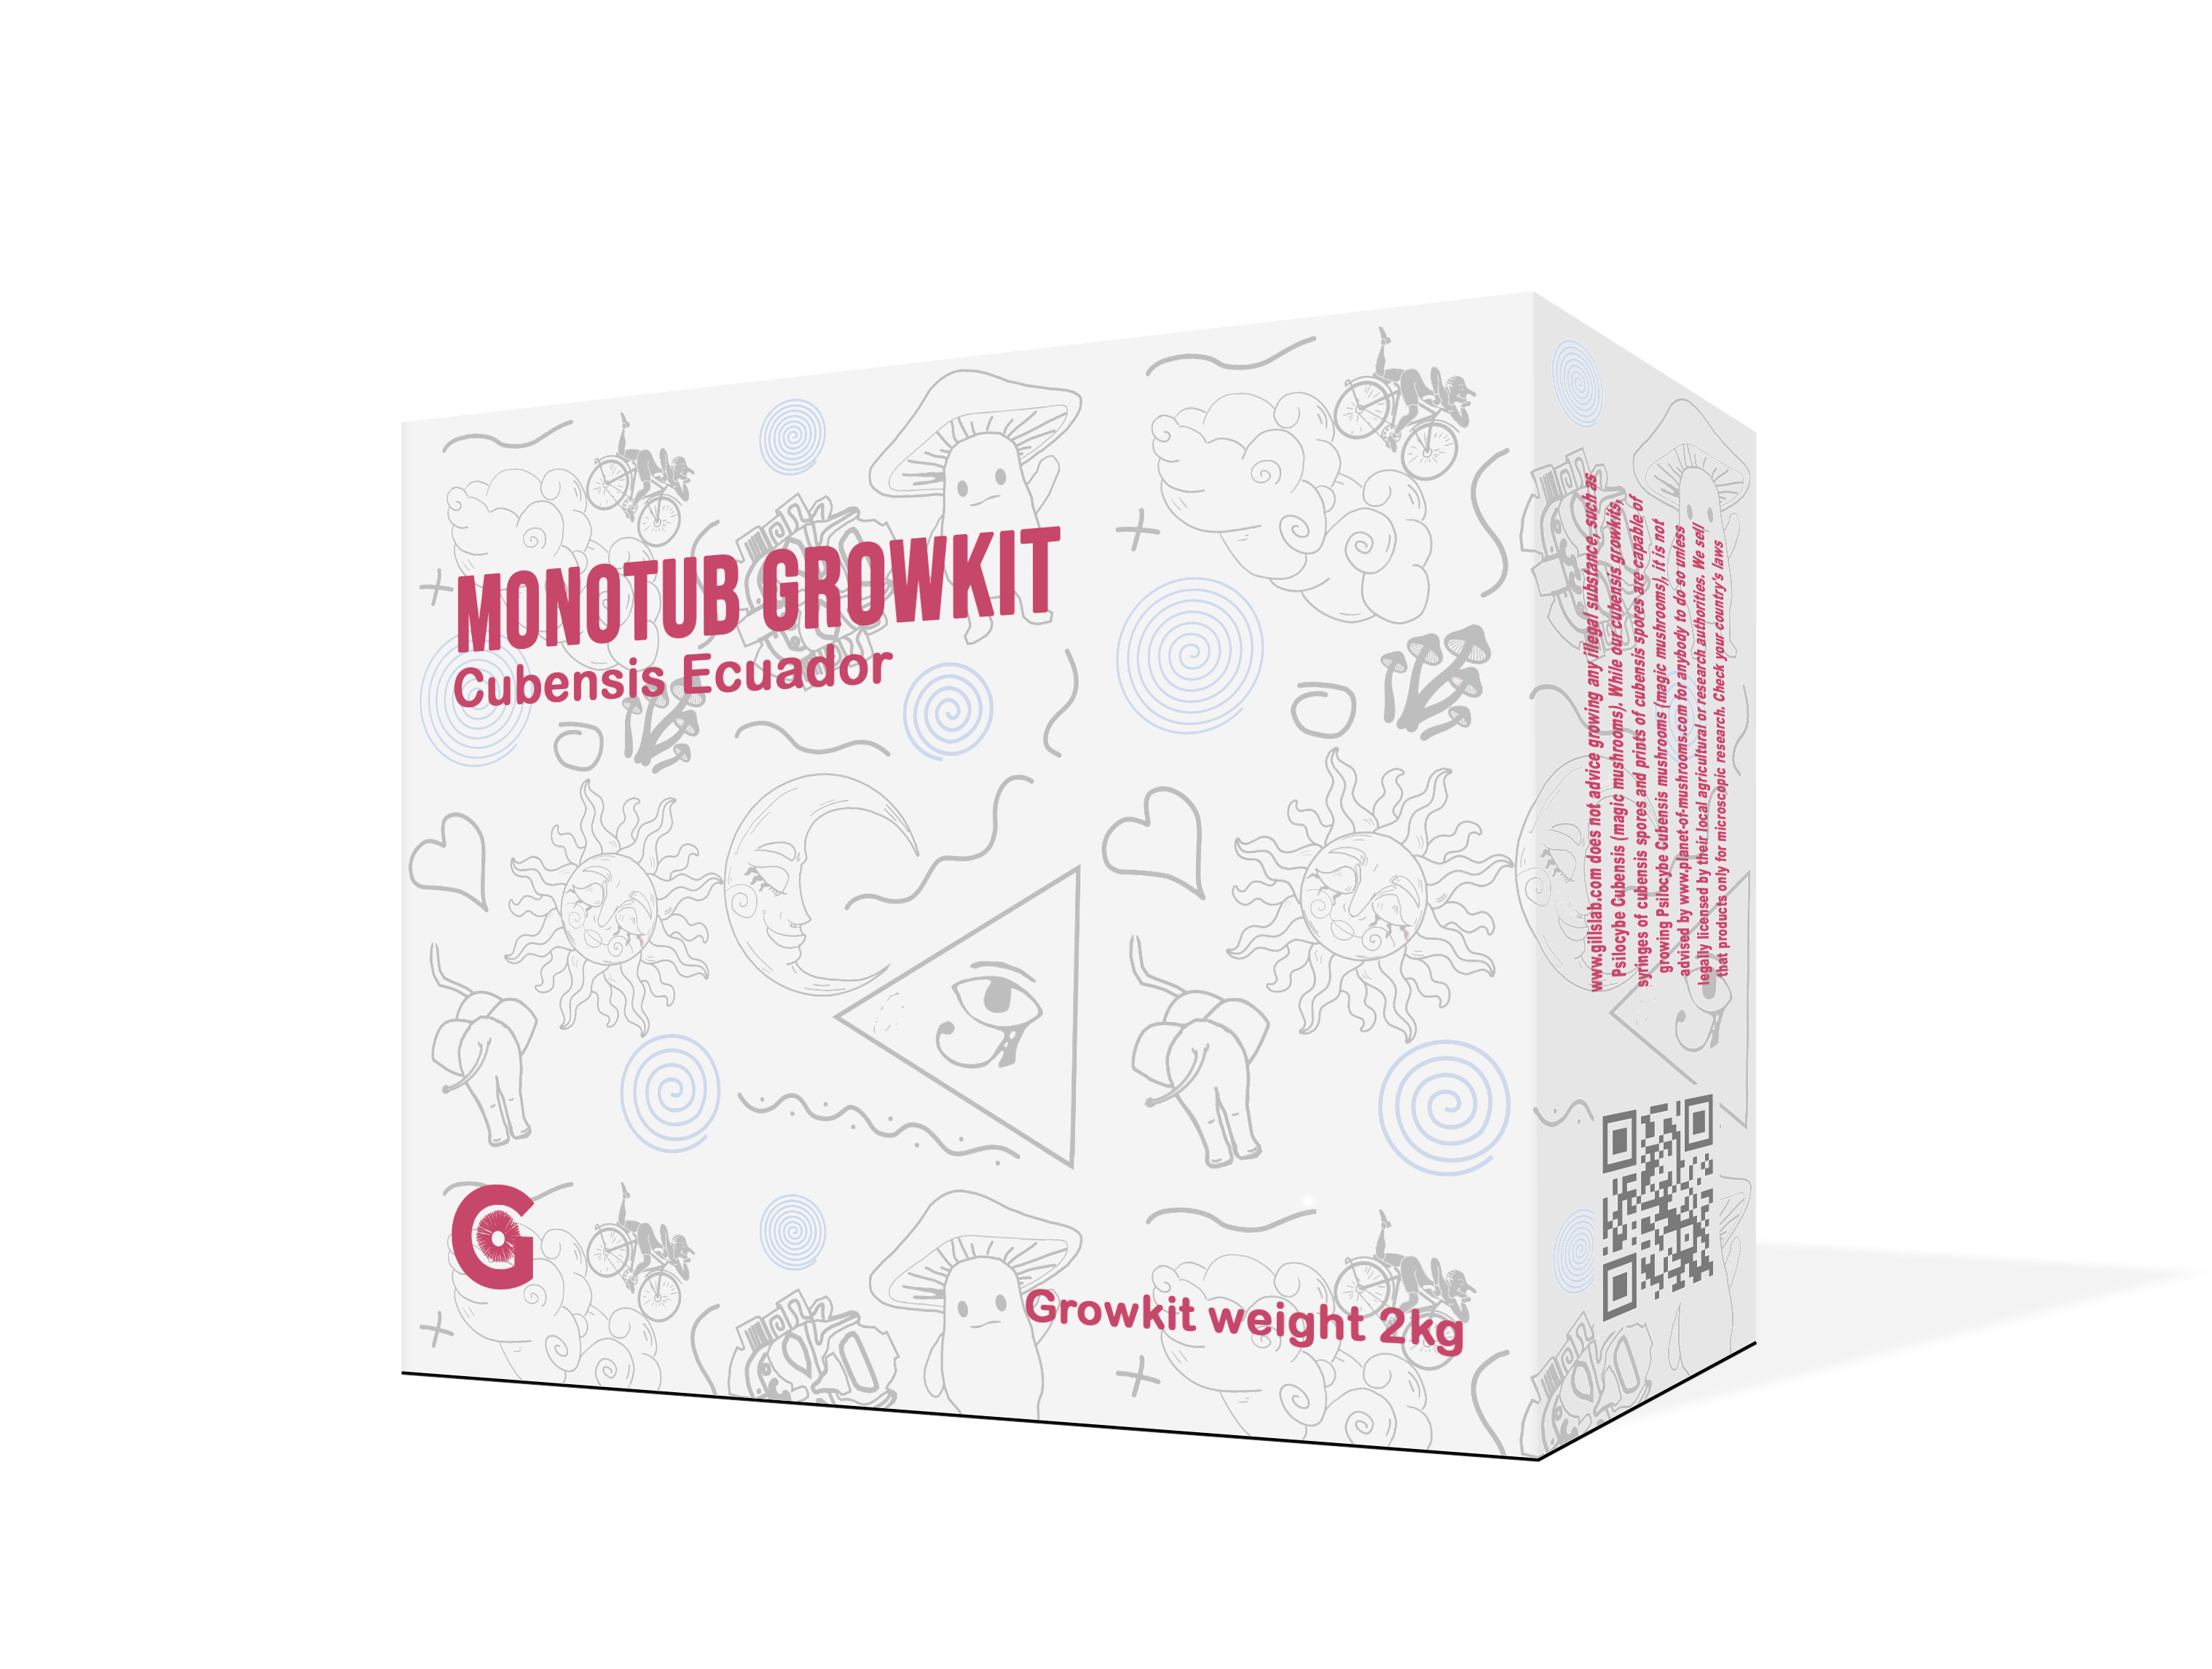 MONOTUB GROWKIT
Cubensis Ecuador
G
Growkit weight 2kg
www.gillslab.com does not advice growing any illegal substance, such as
Psilocybe Cubensis (magic mushrooms). While our cubensis growkits,
syringes of cubensis spores and prints of cubensis spores are capable of
growing Psilocybe Cubensis mushrooms (magic mushrooms), it is not
advised by www.planet-of-mushrooms.com for anybody to do so unless
legally licensed by their local agricultural or research authorities. We sell
that products only for microscopic research. Check your country's laws